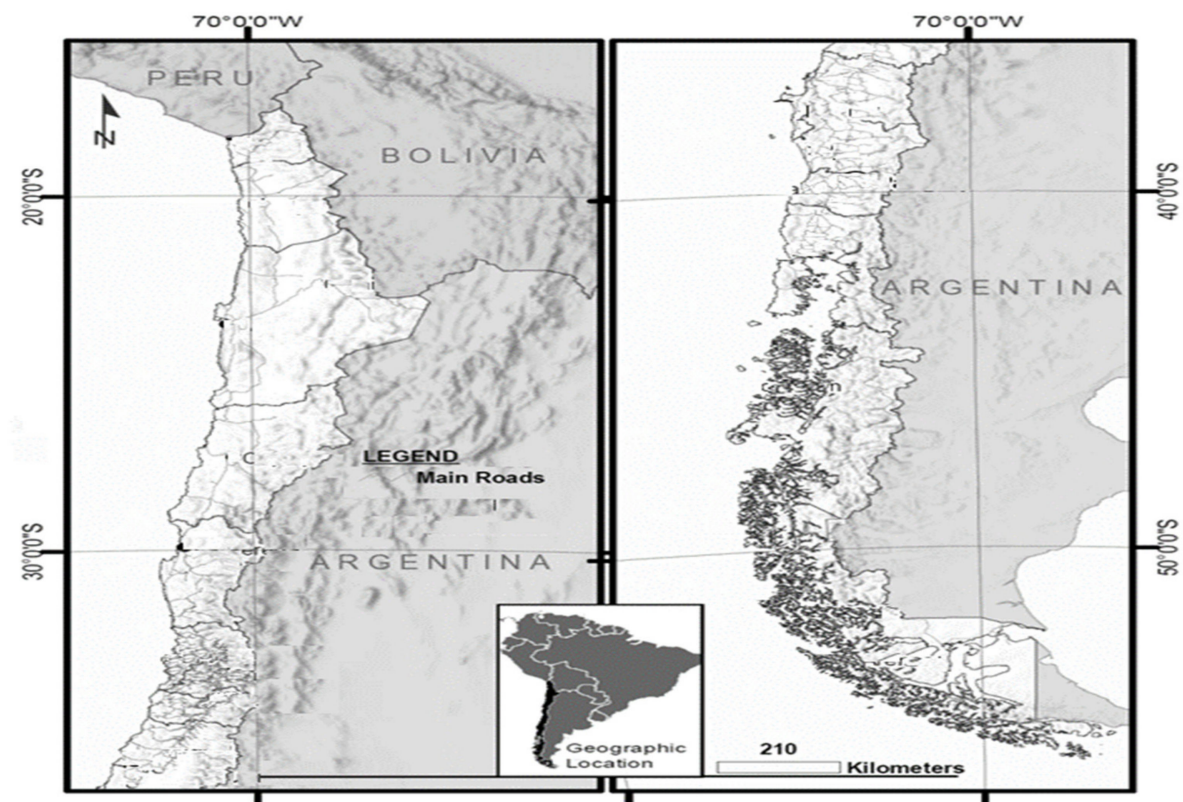 70°0'0"W
70°0'0"W
PERU
N
BOLIVIA
20°0'0"S
40°0'0"S
ARGENTINA
LEGEND
Main Roads
30°0'0"S
ARGENTINA
50°0'0"S
Geographic
Location
210
Kilometers